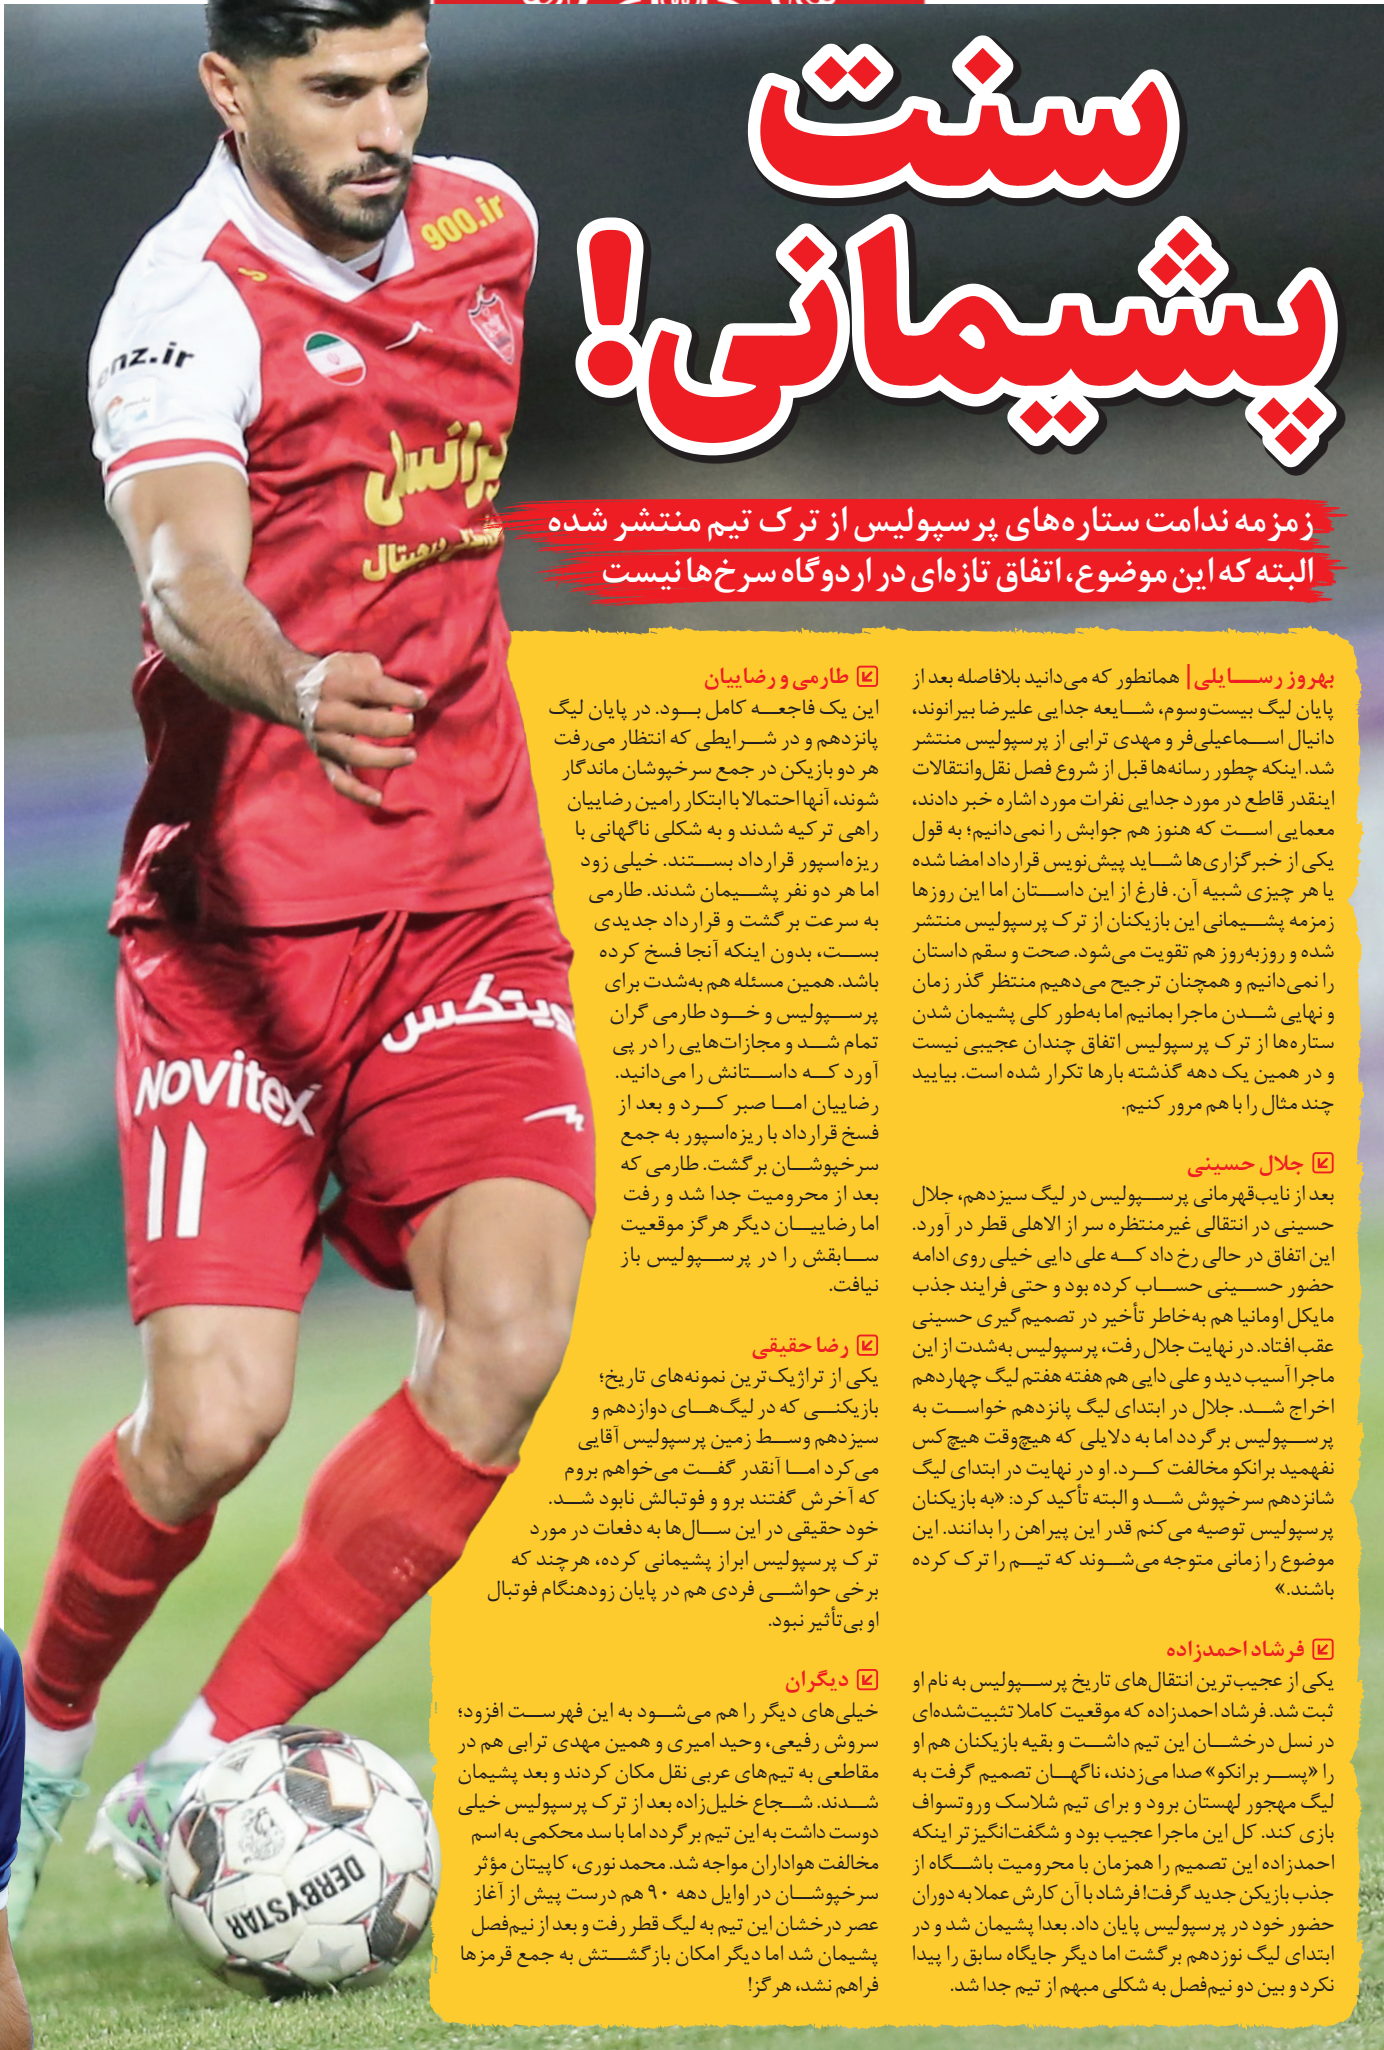 سنت
پشیمانی!
زمزمه ندامت ستاره‌های پرسپولیس از ترک تیم منتشر شده
البته که این موضوع، اتفاق تازه‌ای در اردوگاه سرخ‌ها نیست
بهروز رسایلی| همانطور که می‌دانید بلافاصله بعد از
پایان لیگ بیست‌وسوم، شایعه جدایی علیرضا بیرانوند،
دانیال اسماعیلی‌فر و مهدی ترابی از پرسپولیس منتشر
شد. اینکه چطور رسانه‌ها قبل از شروع فصل نقل‌وانتقالات
اینقدر قاطع در مورد جدایی نفرات مورد اشاره خبر دادند،
معمایی است که هنوز هم جوابش را نمی‌دانیم؛ به قول
یکی از خبرگزاری‌ها شاید پیش‌نویس قرارداد امضا شده
یا هر چیزی شبیه آن. فارغ از این داستان اما این روزها
زمزمه پشیمانی این بازیکنان از ترک پرسپولیس منتشر
شده و روزبه‌روز هم تقویت می‌شود. صحت و سقم داستان
را نمی‌دانیم و همچنان ترجیح می‌دهیم منتظر گذر زمان
و نهایی شدن ماجرا بمانیم اما به‌طور کلی پشیمان شدن
ستاره‌ها از ترک پرسپولیس اتفاق چندان عجیبی نیست
و در همین یک دهه گذشته بارها تکرار شده است. بیایید
چند مثال را با هم مرور کنیم.
جلال حسینی
بعد از نایب‌قهرمانی پرسپولیس در لیگ سیزدهم، جلال
حسینی در انتقالی غیرمنتظره سر از الاهلی قطر در آورد.
این اتفاق در حالی رخ داد که علی دایی خیلی روی ادامه
حضور حسینی حساب کرده بود و حتی فرایند جذب
مایکل اومانیا هم به‌خاطر تأخیر در تصمیم‌گیری حسینی
عقب افتاد. در نهایت جلال رفت، پرسپولیس به‌شدت از این
ماجرا آسیب دید و علی دایی هم هفته هفتم لیگ چهاردهم
اخراج شد. جلال در ابتدای لیگ پانزدهم خواست به
پرسپولیس برگردد اما به دلایلی که هیچ‌وقت هیچ‌کس
نفهمید برانکو مخالفت کرد. او در نهایت در ابتدای لیگ
شانزدهم سرخپوش شد و البته تأکید کرد: «به بازیکنان
پرسپولیس توصیه می‌کنم قدر این پیراهن را بدانند. این
موضوع را زمانی متوجه می‌شوند که تیم را ترک کرده
باشند.»
فرشاد احمدزاده
یکی از عجیب‌ترین انتقال‌های تاریخ پرسپولیس به نام او
ثبت شد. فرشاد احمدزاده که موقعیت کاملا تثبیت‌شده‌ای
در نسل درخشان این تیم داشت و بقیه بازیکنان هم او
را «پسر برانکو» صدا می‌زدند، ناگهان تصمیم گرفت به
لیگ مهجور لهستان برود و برای تیم شلاسک وروتسواف
بازی کند. کل این ماجرا عجیب بود و شگفت‌انگیزتر اینکه
احمدزاده این تصمیم را همزمان با محرومیت باشگاه از
جذب بازیکن جدید گرفت! فرشاد با آن کارش عملا به دوران
حضور خود در پرسپولیس پایان داد. بعدا پشیمان شد و در
ابتدای لیگ نوزدهم برگشت اما دیگر جایگاه سابق را پیدا
نکرد و بین دو نیم‌فصل به شکلی مبهم از تیم جدا شد.
طارمی و رضاییان
این یک فاجعه کامل بود. در پایان لیگ
پانزدهم و در شرایطی که انتظار می‌رفت
هر دو بازیکن در جمع سرخپوشان ماندگار
شوند، آنها احتمالا با ابتکار رامین رضاییان
راهی ترکیه شدند و به شکلی ناگهانی با
ریزه‌اسپور قرارداد بستند. خیلی زود
اما هر دو نفر پشیمان شدند. طارمی
به سرعت برگشت و قرارداد جدیدی
بست، بدون اینکه آنجا فسخ کرده
باشد. همین مسئله هم به‌شدت برای
پرسپولیس و خود طارمی گران
تمام شد و مجازات‌هایی را در پی
آورد که داستانش را می‌دانید.
رضاییان اما صبر کرد و بعد از
فسخ قرارداد با ریزه‌اسپور به جمع
سرخپوشان برگشت. طارمی که
بعد از محرومیت جدا شد و رفت
اما رضاییان دیگر هرگز موقعیت
سابقش را در پرسپولیس باز
نیافت.
رضا حقیقی
یکی از تراژیک‌ترین نمونه‌های تاریخ؛
بازیکنی که در لیگ‌های دوازدهم و
سیزدهم وسط زمین پرسپولیس آقایی
می‌کرد اما آنقدر گفت می‌خواهم بروم
که آخرش گفتند برو و فوتبالش نابود شد.
خود حقیقی در این سال‌ها به دفعات در مورد
ترک پرسپولیس ابراز پشیمانی کرده، هرچند که
برخی حواشی فردی هم در پایان زودهنگام فوتبال
او بی‌تأثیر نبود.
دیگران
خیلی‌های دیگر را هم می‌شود به این فهرست افزود؛
سروش رفیعی، وحید امیری و همین مهدی ترابی هم در
مقاطعی به تیم‌های عربی نقل مکان کردند و بعد پشیمان
شدند. شجاع خلیل‌زاده بعد از ترک پرسپولیس خیلی
دوست داشت به این تیم برگردد اما با سد محکمی به اسم
مخالفت هواداران مواجه شد. محمد نوری، کاپیتان مؤثر
سرخپوشان در اوایل دهه ۹۰ هم درست پیش از آغاز
عصر درخشان این تیم به لیگ قطر رفت و بعد از نیم‌فصل
پشیمان شد اما دیگر امکان بازگشتش به جمع قرمزها
فراهم نشد، هرگز!
900.ir
nz.ir
یرانسل
دیجیتال
ویتکس
Novitex
11
DERBYSTAR